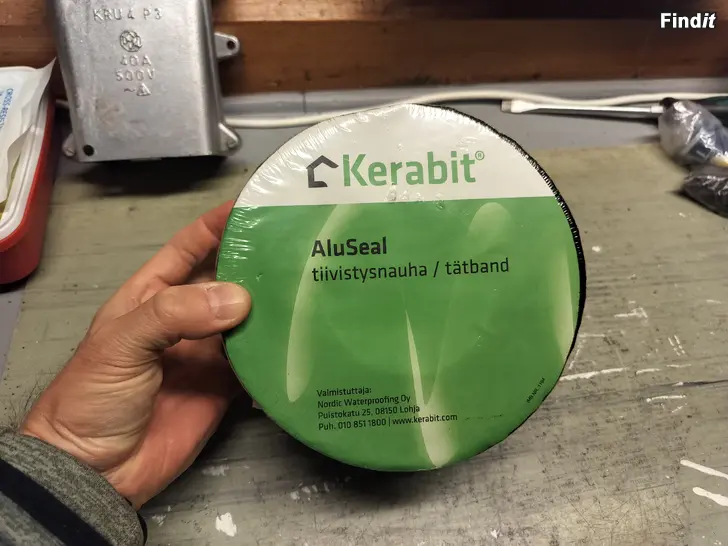 Findit
KRU 4 P3
40A
500V
Kerabit®
AluSeal
tiivistysnauha / tätband
Valmistuttaja:
Nordic Waterproofing Oy
Puistokatu 25, 08150 Lohja
Puh. 010 851 1800 | www.kerabit.com